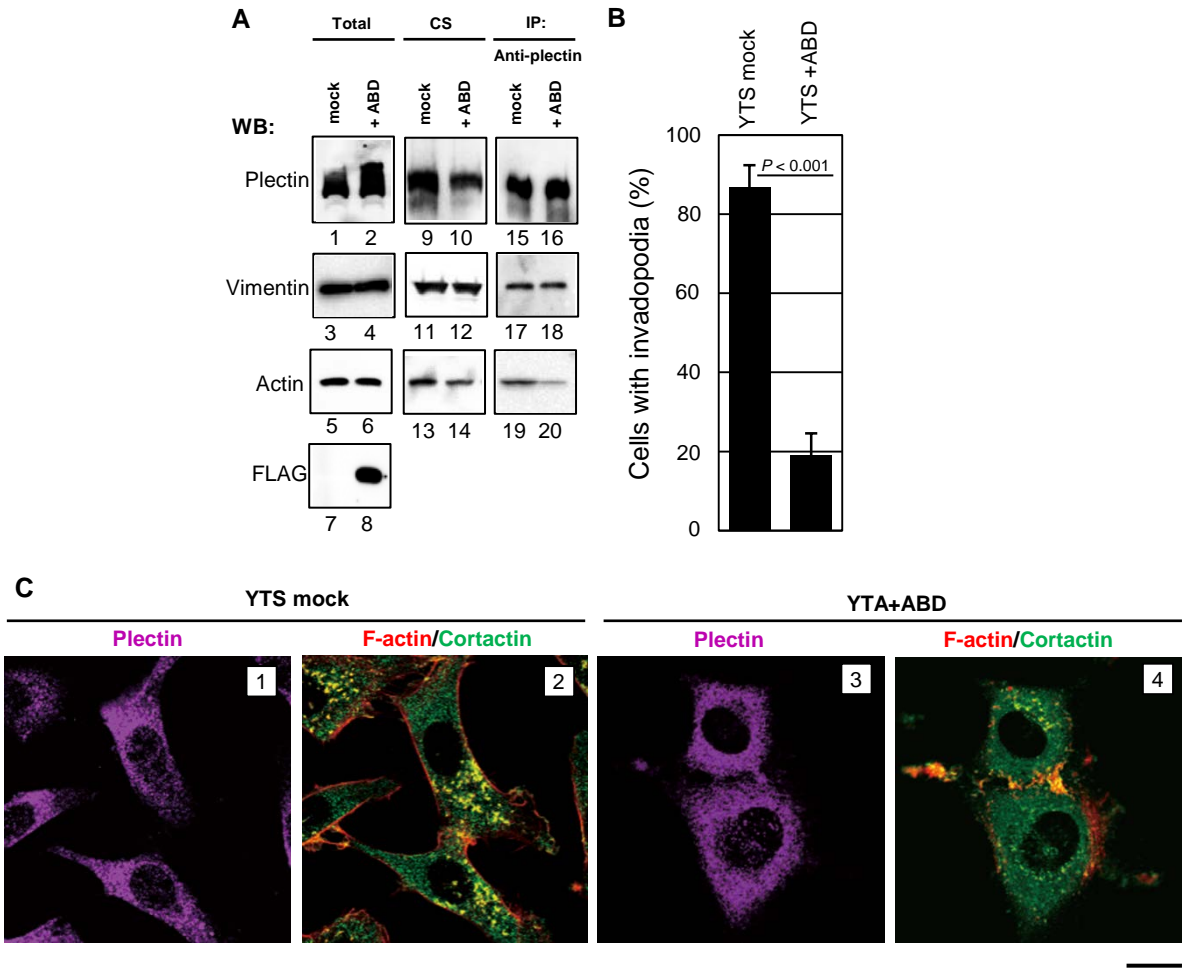 A
Total
CS
IP:
Anti-plectin
mock
+ ABD
mock
+ ABD
mock
+ ABD
WB:
Plectin
1 2
9 10
15 16
Vimentin
3 4
11 12
17 18
Actin
5 6
13 14
19 20
FLAG
7 8
B
YTS mock
YTS +ABD
P < 0.001
Cells with invadopodia (%)
100
80
60
40
20
0
C
YTS mock
YTA+ABD
Plectin
F-actin/Cortactin
Plectin
F-actin/Cortactin
1
2
3
4